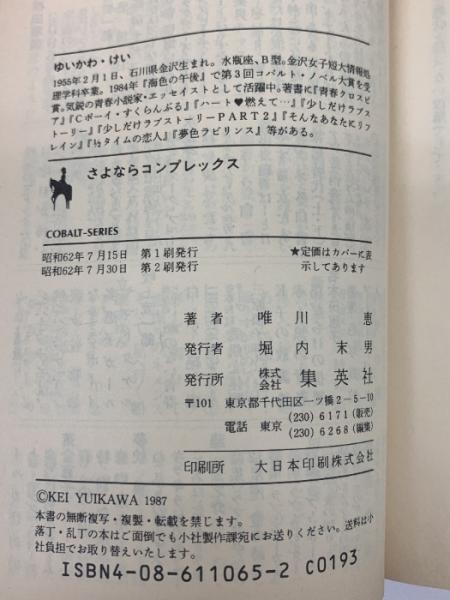 ゆいかわ・けい
1955年2月1日、石川県金沢生まれ。水瓶座、B型。金沢女子短大情報処
理学科卒業。1984年『海色の午後』で第3回コバルト・ノベル大賞を受
賞。気鋭の青春小説家・エッセイストとして活躍中。著書に『青春クロスピ
ア』『Cボーイ・すくらんぶる』『ハート♥燃えて…』『少しだけラブス
トーリー』『少しだけラブストーリーPART2』『そんなあなたにリフ
レイン』『½タイムの恋人』『夢色ラビリンス』等がある。
さよならコンプレックス
COBALT-SERIES
昭和62年7月15日 第1刷発行
昭和62年7月30日 第2刷発行
★定価はカバーに表
示してあります
著者 唯川恵
発行者 堀内末男
発行所 株式会社 集英社
〒101 東京都千代田区一ツ橋2-5-10
電話 東京 (230)6171(販売)
(230)6268(編集)
印刷所 大日本印刷株式会社
©KEI YUIKAWA 1987
本書の無断複写・複製・転載を禁じます。
落丁・乱丁の本はご面倒でも小社製作課宛にお送りください。送料は小
社負担でお取り替えいたします。
ISBN4-08-611065-2 C0193